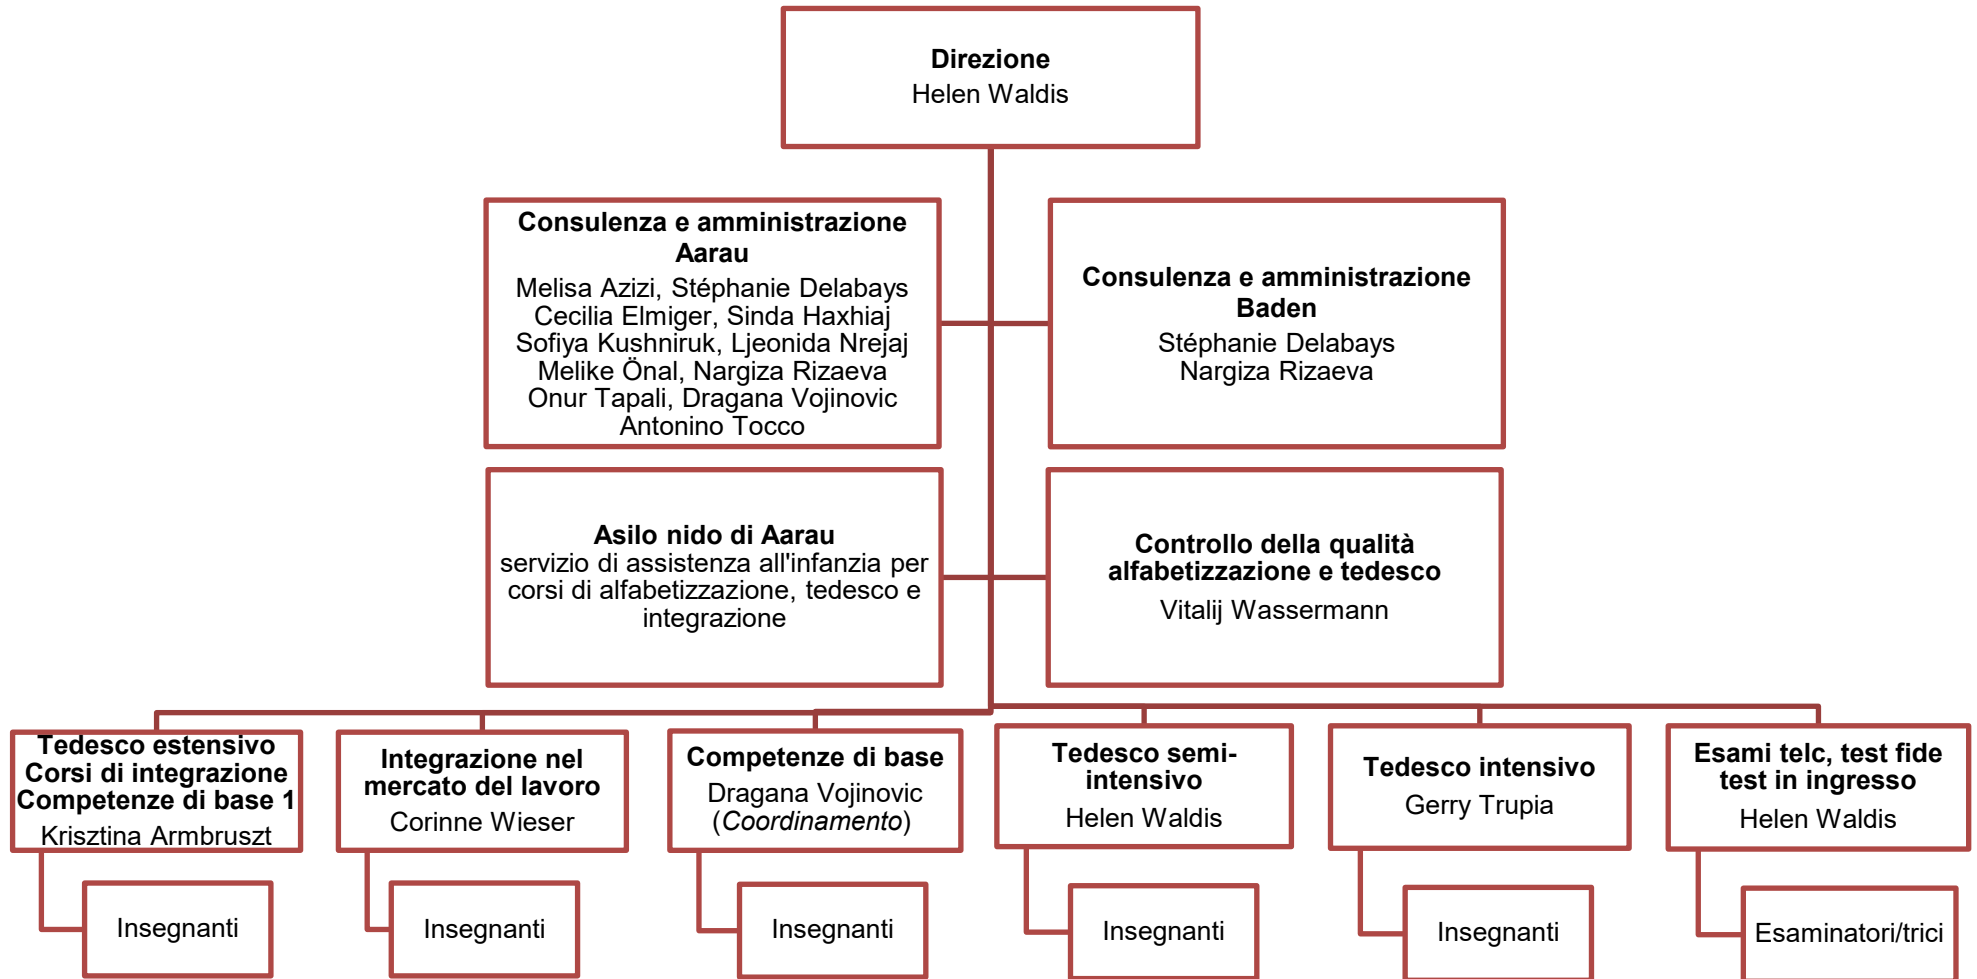 Direzione
Helen Waldis
Consulenza e amministrazione
Aarau
Melisa Azizi, Stéphanie Delabays
Cecilia Elmiger, Sinda Haxhiaj
Sofiya Kushniruk, Ljeonida Nrejaj
Melike Önal, Nargiza Rizaeva
Onur Tapali, Dragana Vojinovic
Antonino Tocco
Consulenza e amministrazione
Baden
Stéphanie Delabays
Nargiza Rizaeva
Asilo nido di Aarau
servizio di assistenza all'infanzia per
corsi di alfabetizzazione, tedesco e
integrazione
Controllo della qualità
alfabetizzazione e tedesco
Vitalij Wassermann
Tedesco estensivo
Corsi di integrazione
Competenze di base 1
Krisztina Armbruszt
Integrazione nel
mercato del lavoro
Corinne Wieser
Competenze di base
Dragana Vojinovic
(Coordinamento)
Tedesco semi-
intensivo
Helen Waldis
Tedesco intensivo
Gerry Trupia
Esami telc, test fide
test in ingresso
Helen Waldis
Insegnanti
Insegnanti
Insegnanti
Insegnanti
Insegnanti
Esaminatori/trici